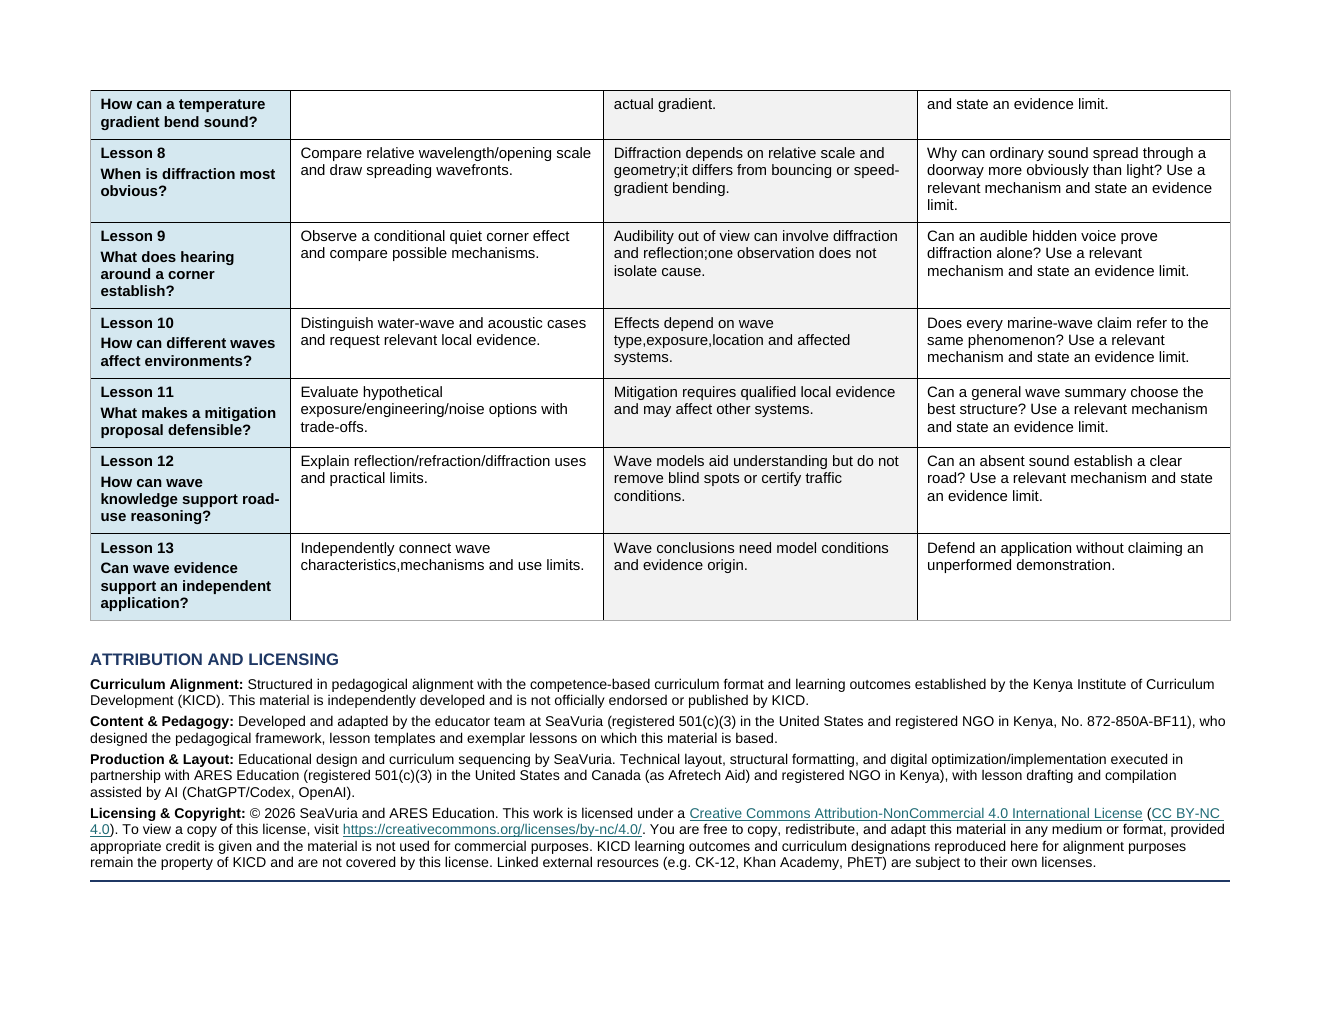 How can a temperature
gradient bend sound?
actual gradient.
and state an evidence limit.
Lesson 8
When is diffraction most
obvious?
Compare relative wavelength/opening scale
and draw spreading wavefronts.
Diffraction depends on relative scale and
geometry;it differs from bouncing or speed-
gradient bending.
Why can ordinary sound spread through a
doorway more obviously than light? Use a
relevant mechanism and state an evidence
limit.
Lesson 9
What does hearing
around a corner
establish?
Observe a conditional quiet corner effect
and compare possible mechanisms.
Audibility out of view can involve diffraction
and reflection;one observation does not
isolate cause.
Can an audible hidden voice prove
diffraction alone? Use a relevant
mechanism and state an evidence limit.
Lesson 10
How can different waves
affect environments?
Distinguish water-wave and acoustic cases
and request relevant local evidence.
Effects depend on wave
type,exposure,location and affected
systems.
Does every marine-wave claim refer to the
same phenomenon? Use a relevant
mechanism and state an evidence limit.
Lesson 11
What makes a mitigation
proposal defensible?
Evaluate hypothetical
exposure/engineering/noise options with
trade-offs.
Mitigation requires qualified local evidence
and may affect other systems.
Can a general wave summary choose the
best structure? Use a relevant mechanism
and state an evidence limit.
Lesson 12
How can wave
knowledge support road-
use reasoning?
Explain reflection/refraction/diffraction uses
and practical limits.
Wave models aid understanding but do not
remove blind spots or certify traffic
conditions.
Can an absent sound establish a clear
road? Use a relevant mechanism and state
an evidence limit.
Lesson 13
Can wave evidence
support an independent
application?
Independently connect wave
characteristics,mechanisms and use limits.
Wave conclusions need model conditions
and evidence origin.
Defend an application without claiming an
unperformed demonstration.
ATTRIBUTION AND LICENSING
Curriculum Alignment: Structured in pedagogical alignment with the competence-based curriculum format and learning outcomes established by the Kenya Institute of Curriculum
Development (KICD). This material is independently developed and is not officially endorsed or published by KICD.
Content & Pedagogy: Developed and adapted by the educator team at SeaVuria (registered 501(c)(3) in the United States and registered NGO in Kenya, No. 872-850A-BF11), who
designed the pedagogical framework, lesson templates and exemplar lessons on which this material is based.
Production & Layout: Educational design and curriculum sequencing by SeaVuria. Technical layout, structural formatting, and digital optimization/implementation executed in
partnership with ARES Education (registered 501(c)(3) in the United States and Canada (as Afretech Aid) and registered NGO in Kenya), with lesson drafting and compilation
assisted by AI (ChatGPT/Codex, OpenAI).
Licensing & Copyright: © 2026 SeaVuria and ARES Education. This work is licensed under a Creative Commons Attribution-NonCommercial 4.0 International License (CC BY-NC
4.0). To view a copy of this license, visit https://creativecommons.org/licenses/by-nc/4.0/. You are free to copy, redistribute, and adapt this material in any medium or format, provided
appropriate credit is given and the material is not used for commercial purposes. KICD learning outcomes and curriculum designations reproduced here for alignment purposes
remain the property of KICD and are not covered by this license. Linked external resources (e.g. CK-12, Khan Academy, PhET) are subject to their own licenses.